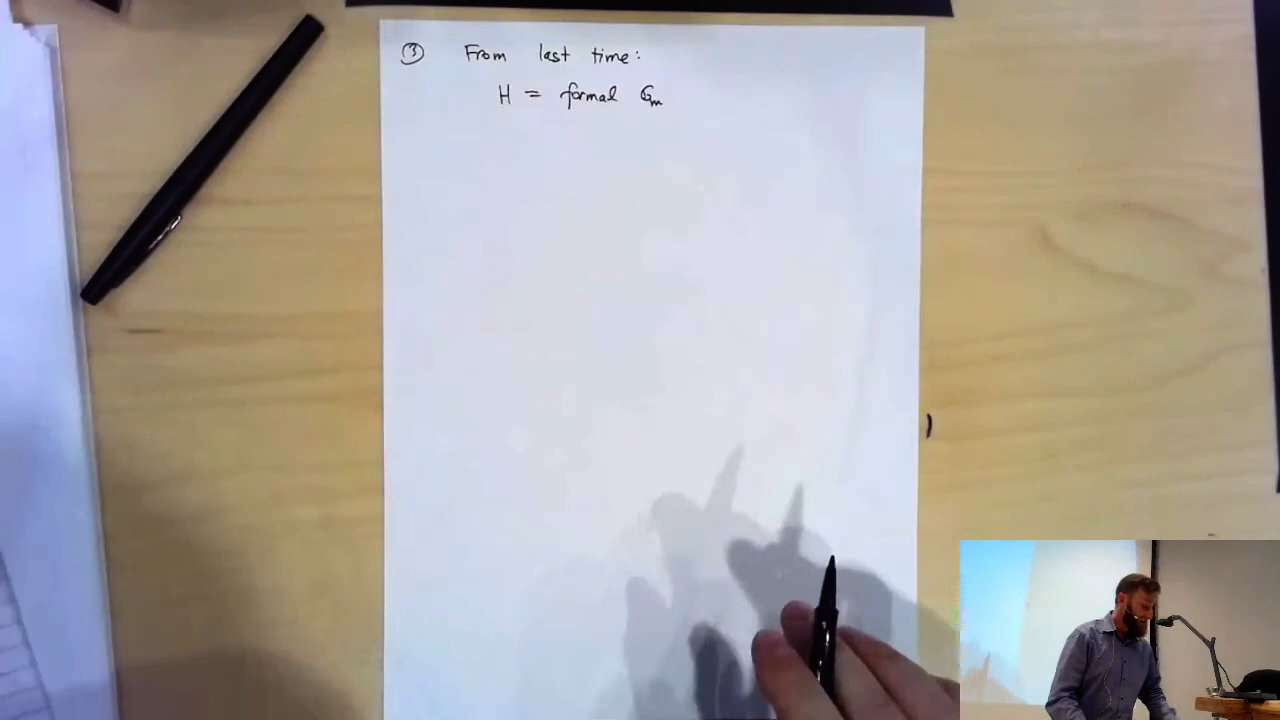 ③ From last time:
H = formal 𝔾ₘ